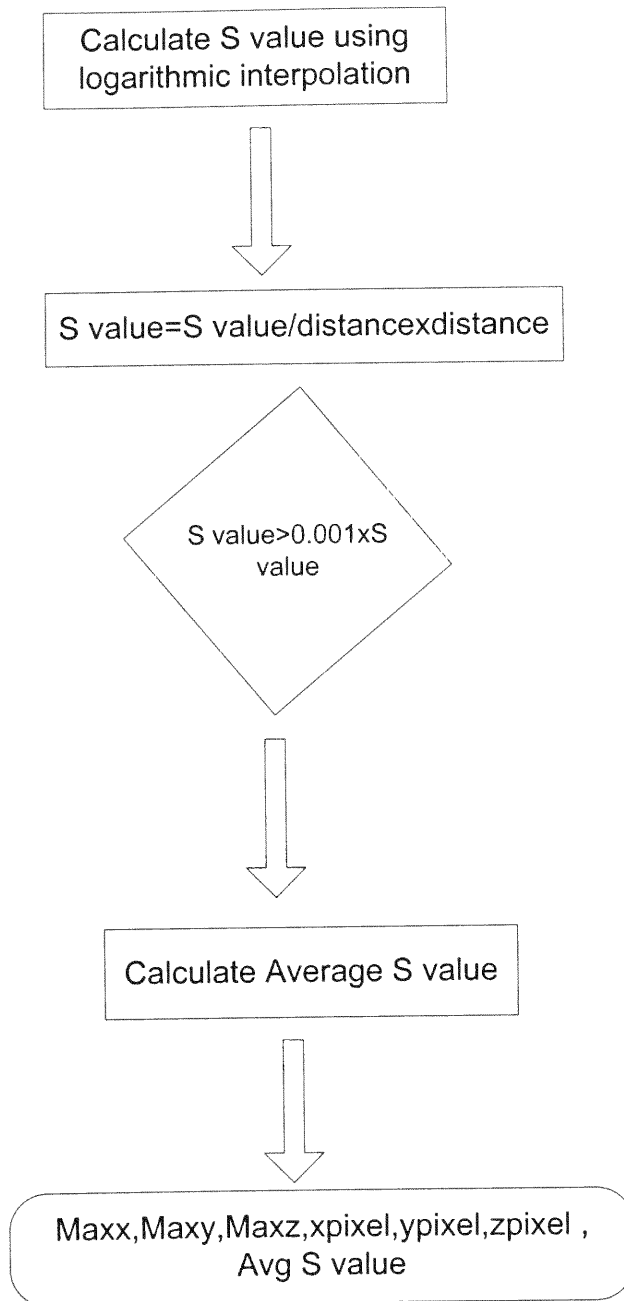 Calculate S value using
logarithmic interpolation
S value=S value/distancexdistance
S value>0.001xS
value
Calculate Average S value
Maxx,Maxy,Maxz,xpixel,ypixel,zpixel ,
Avg S value